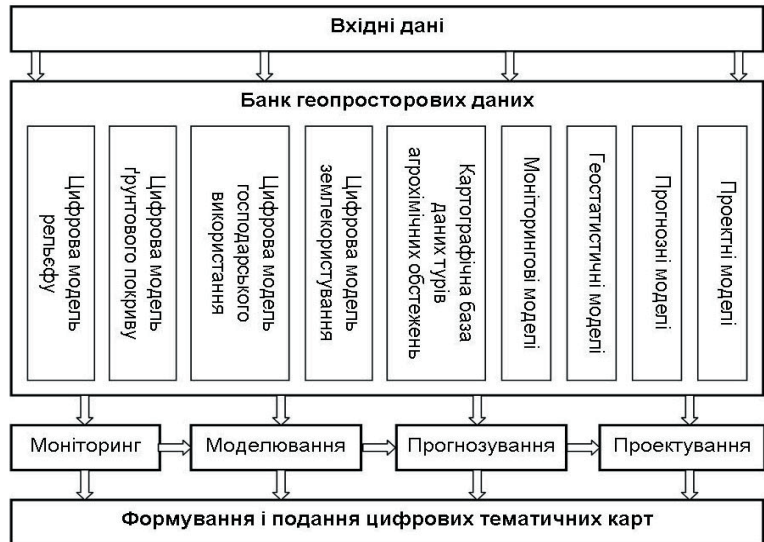 Вхідні дані
Банк геопросторових даних
Цифрова модель
рельєфу
Цифрова модель
ґрунтового покриву
Цифрова модель
господарського
використання
Цифрова модель
землекористування
Картографічна база
даних турів
агрохімічних обстежень
Моніторингові моделі
Геостатистичні моделі
Прогнозні моделі
Проектні моделі
Моніторинг
Моделювання
Прогнозування
Проектування
Формування і подання цифрових тематичних карт